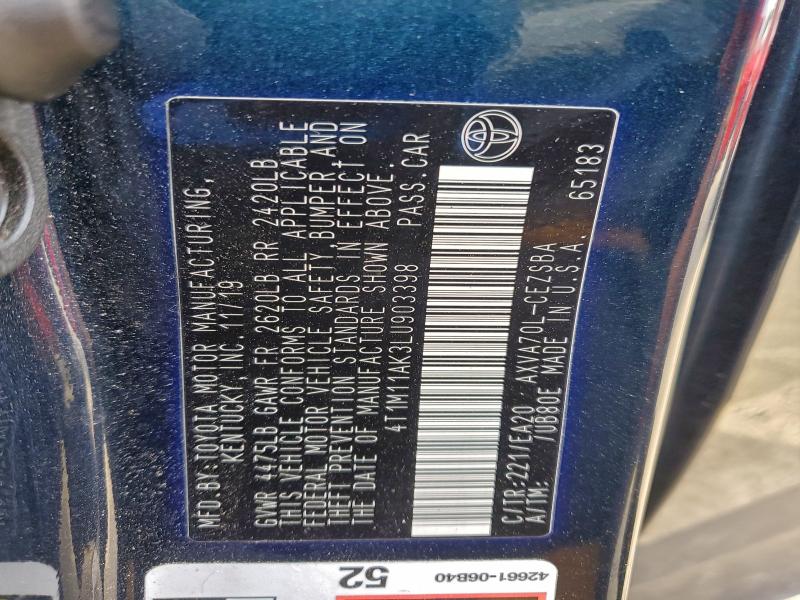 MFD.BY:TOYOTA MOTOR MANUFACTURING,
KENTUCKY, INC. 11/19
GVWR 4475LB GAWR FR 2620LB RR 2420LB
THIS VEHICLE CONFORMS TO ALL APPLICABLE
FEDERAL MOTOR VEHICLE SAFETY, BUMPER AND
THEFT PREVENTION STANDARDS IN EFFECT ON
THE DATE OF MANUFACTURE SHOWN ABOVE.
4T1M11AK3LU903398 PASS.CAR
C/TR:221/EA20 AXVA70L-CEZSBA
A/TM: /UB80E MADE IN U.S.A. 65183
42661-06B40
52